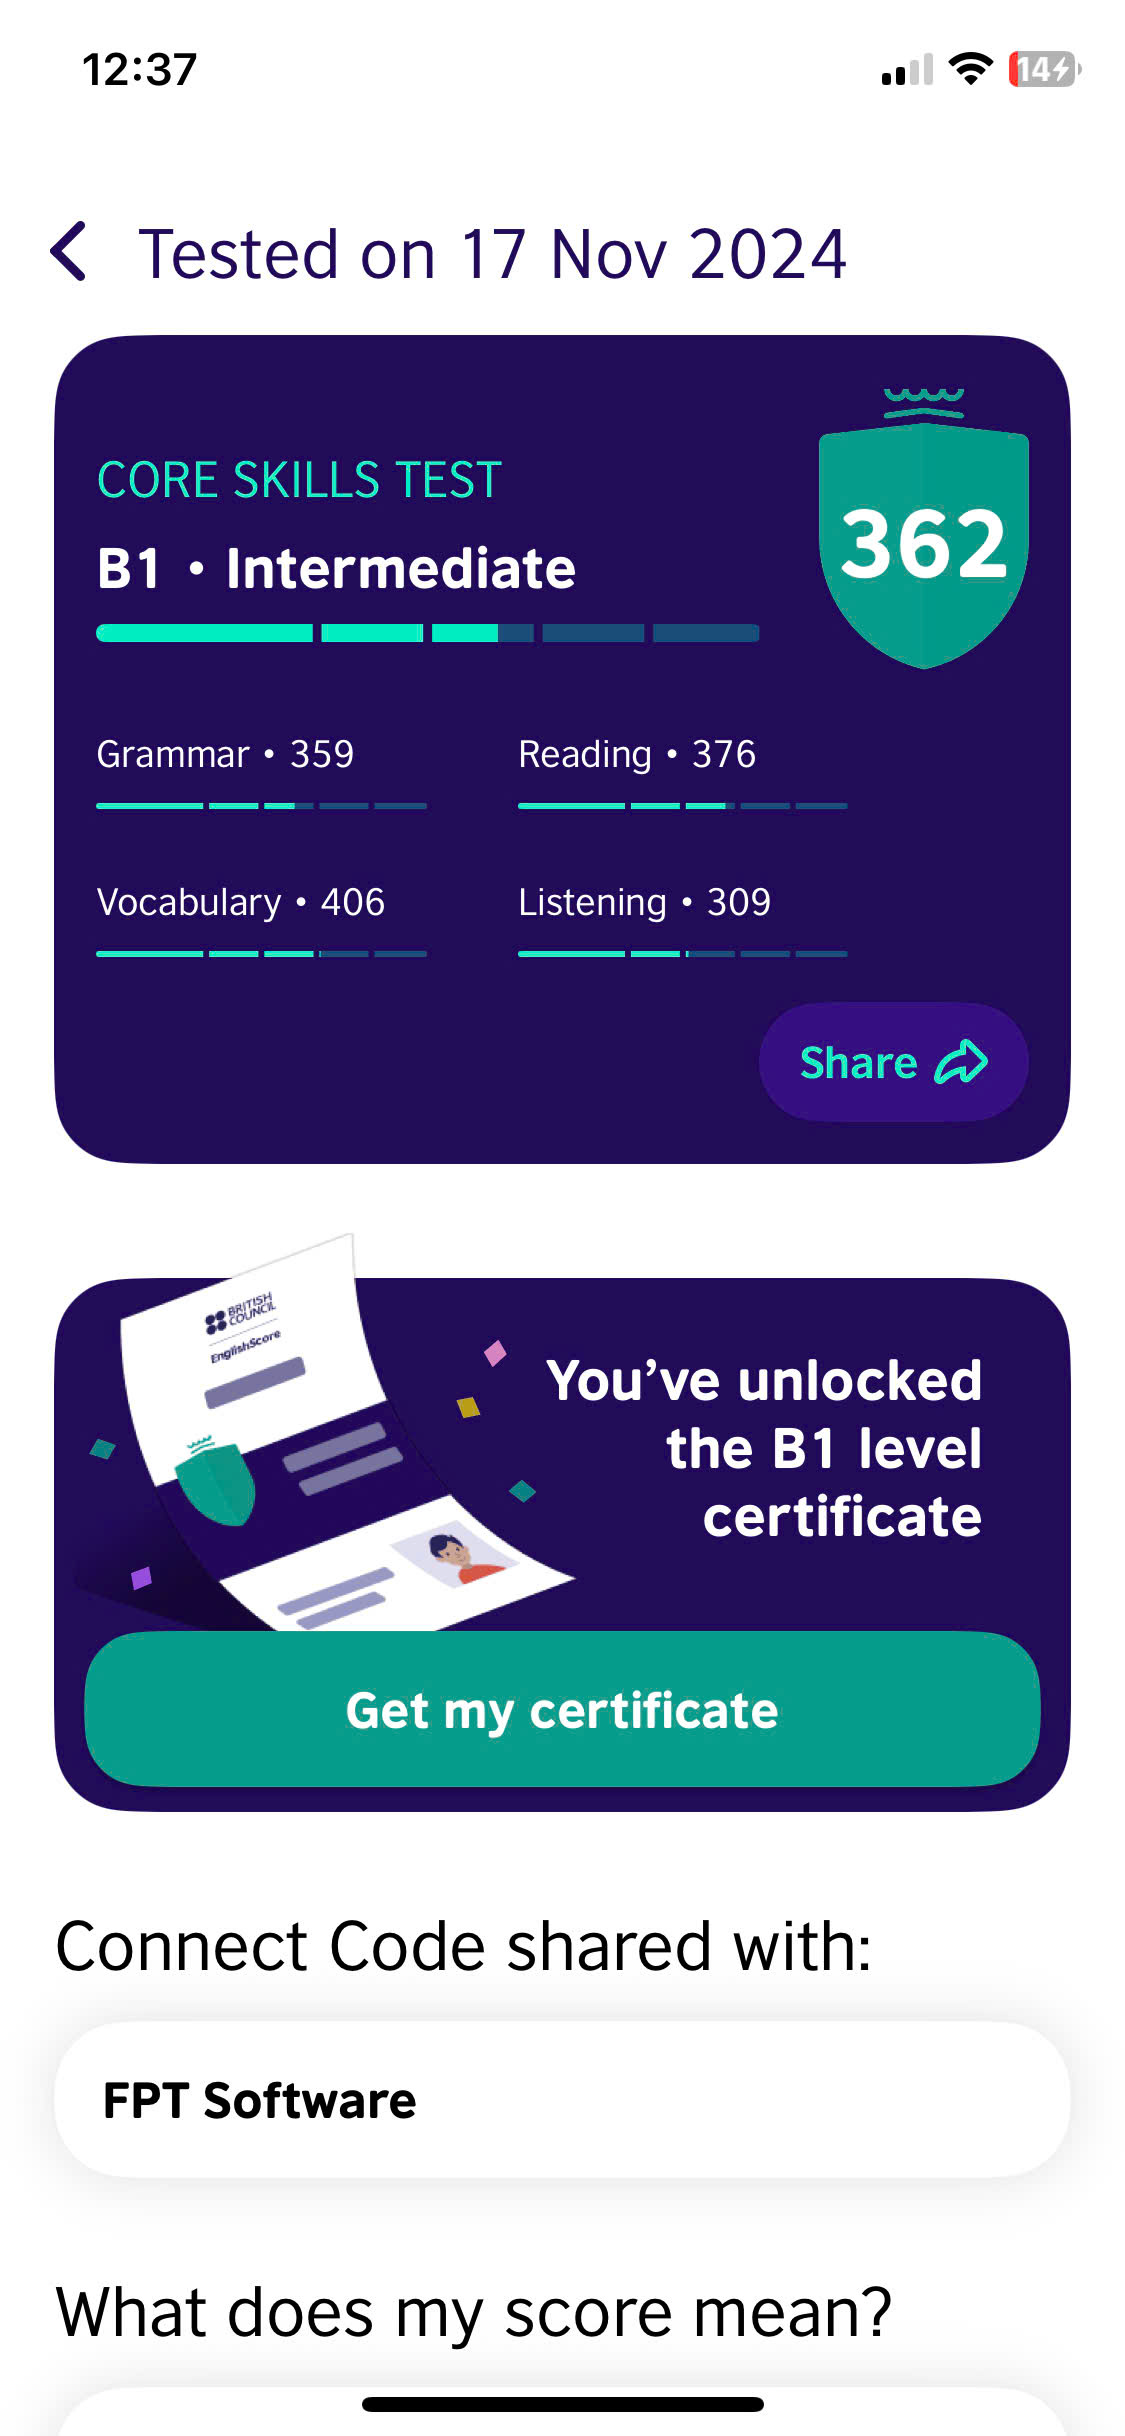 12:37
14
Tested on 17 Nov 2024
CORE SKILLS TEST
B1 • Intermediate
362
Grammar • 359
Reading • 376
Vocabulary • 406
Listening • 309
Share
BRITISH
COUNCIL
EnglishScore
You’ve unlocked
the B1 level
certificate
Get my certificate
Connect Code shared with:
FPT Software
What does my score mean?